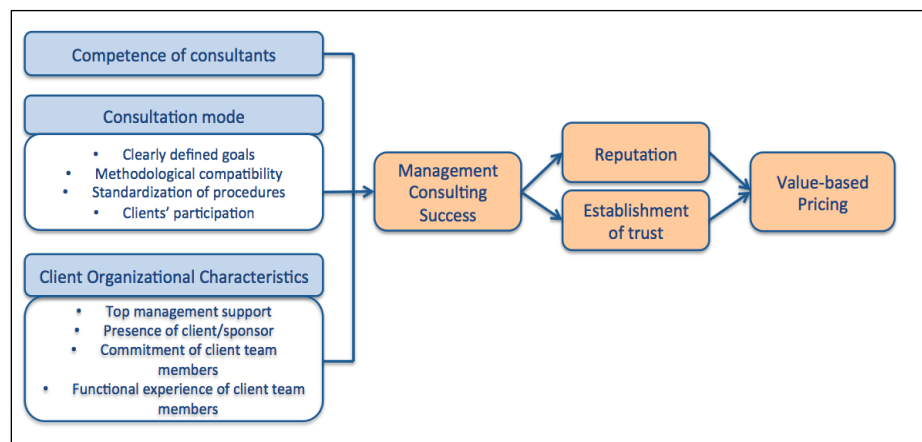 Competence of consultants
Consultation mode
• Clearly defined goals
• Methodological compatibility
• Standardization of procedures
• Clients' participation
Client Organizational Characteristics
• Top management support
• Presence of client/sponsor
• Commitment of client team
members
• Functional experience of client team
members
Management
Consulting
Success
Reputation
Establishment
of trust
Value-based
Pricing